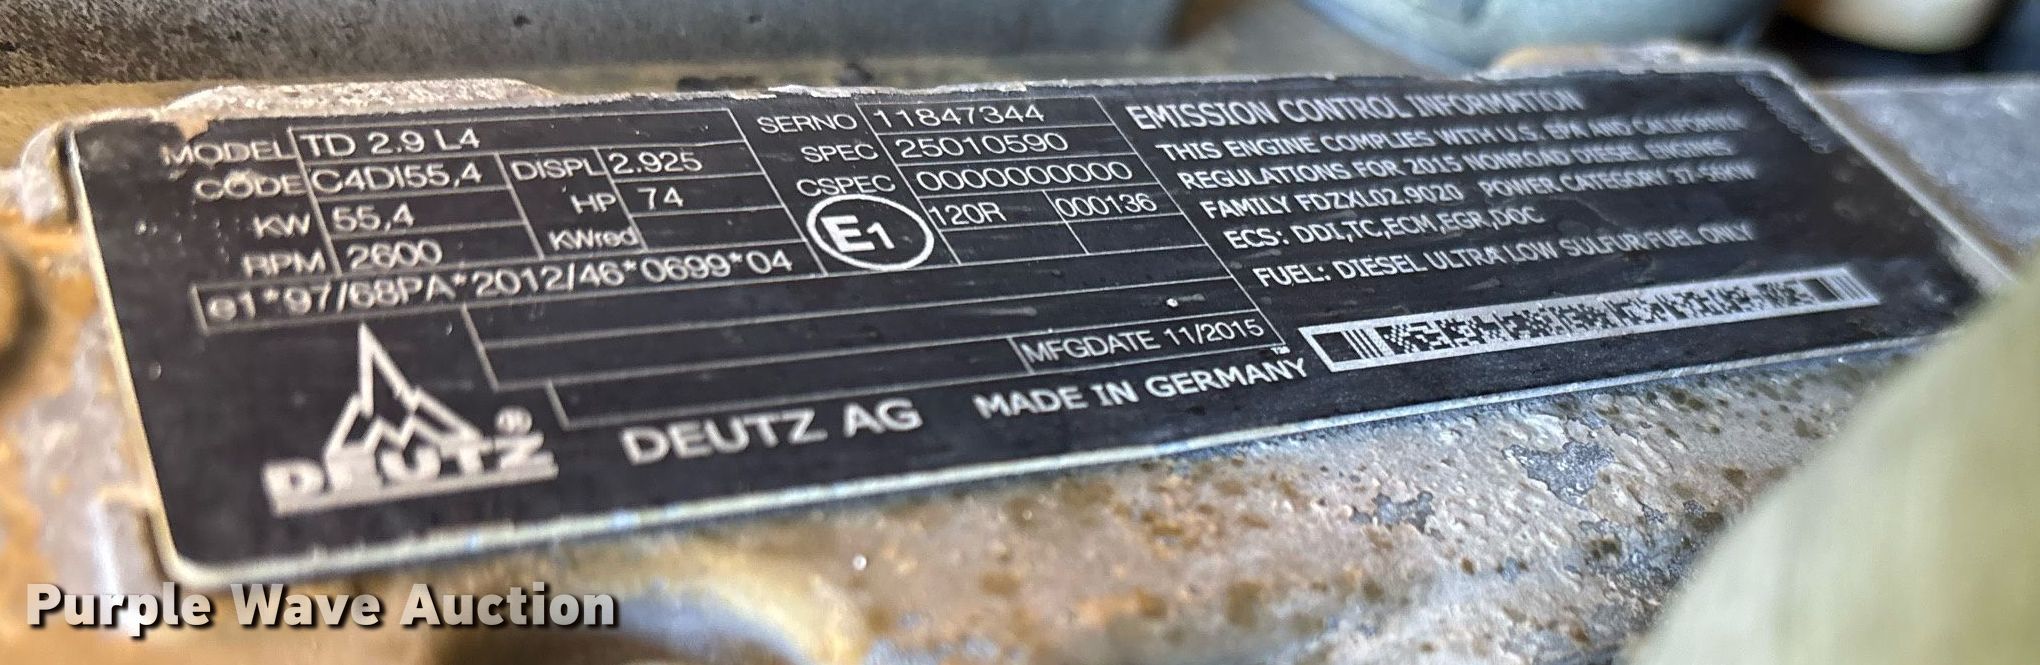 MODEL TD 2.9 L4
CODE C4DI55,4 DISPL 2.925
KW 55,4 HP 74
RPM 2600 KWred
e1*97/68PA*2012/46*0699*04
SERNO 11847344
SPEC 25010590
CSPEC 0000000000
E1 120R 000136
MFGDATE 11/2015
DEUTZ®
DEUTZ AG MADE IN GERMANY™
EMISSION CONTROL INFORMATION
THIS ENGINE COMPLIES WITH U.S. EPA AND CALIFORNIA
REGULATIONS FOR 2015 NONROAD DIESEL ENGINES
FAMILY FDZXL02.9020 POWER CATEGORY 37-56KW
ECS: DDI,TC,ECM,EGR,DOC
FUEL: DIESEL ULTRA LOW SULFUR FUEL ONLY
Purple Wave Auction